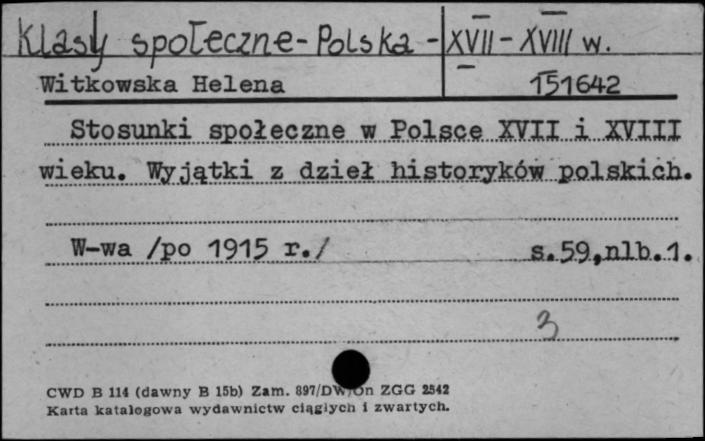 Klasy społeczne - Polska - XVII - XVIII w.
Witkowska Helena 151642
Stosunki społeczne w Polsce XVII i XVIII
wieku. Wyjątki z dzieł historyków polskich.
W-wa /po 1915 r./ s.59,nlb.1.
3
CWD B 114 (dawny B 15b) Zam. 897/DW/On ZGG 2542
Karta katalogowa wydawnictw ciągłych i zwartych.